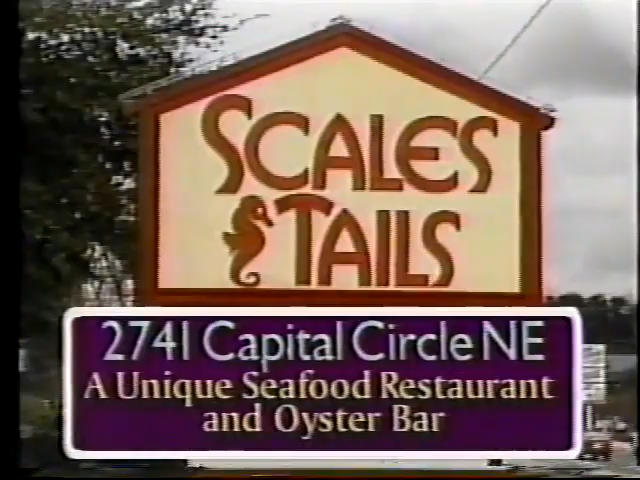 SCALES
TAILS
2741 Capital Circle NE
A Unique Seafood Restaurant
and Oyster Bar